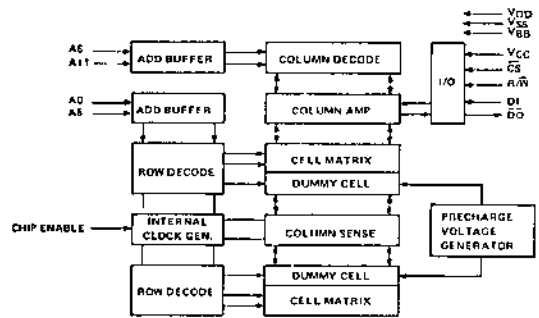 A6
A11
ADD BUFFER
COLUMN DECODE
I/O
VDD
VSS
VBB
VCC
CS
R/W
DI
DO
A0
A5
ADD BUFFER
COLUMN AMP
ROW DECODE
CELL MATRIX
DUMMY CELL
CHIP ENABLE
INTERNAL
CLOCK GEN.
COLUMN SENSE
PRECHARGE
VOLTAGE
GENERATOR
ROW DECODE
DUMMY CELL
CELL MATRIX